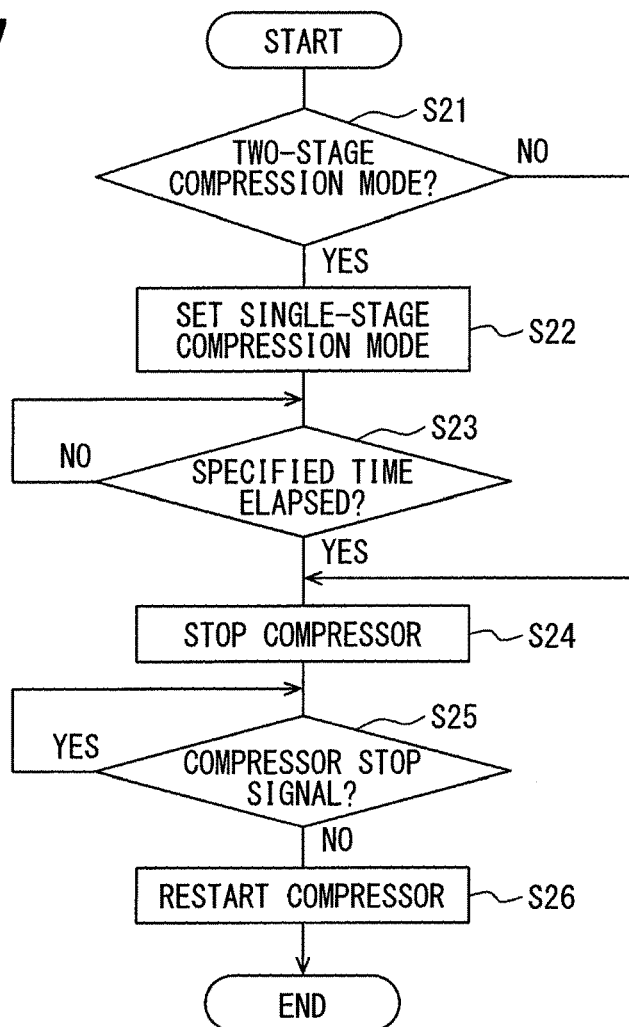 START
S21
TWO-STAGE
COMPRESSION MODE?
NO
YES
SET SINGLE-STAGE
COMPRESSION MODE
S22
S23
NO
SPECIFIED TIME
ELAPSED?
YES
STOP COMPRESSOR
S24
S25
YES
COMPRESSOR STOP
SIGNAL?
NO
RESTART COMPRESSOR
S26
END